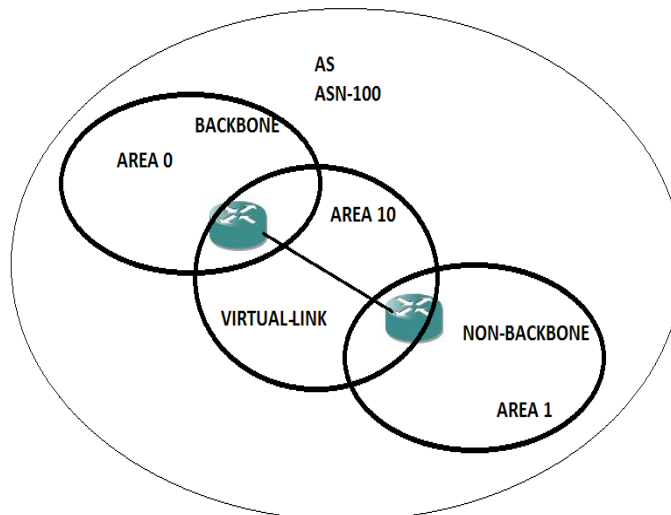 AS
ASN-100
BACKBONE
AREA 0
AREA 10
VIRTUAL-LINK
NON-BACKBONE
AREA 1